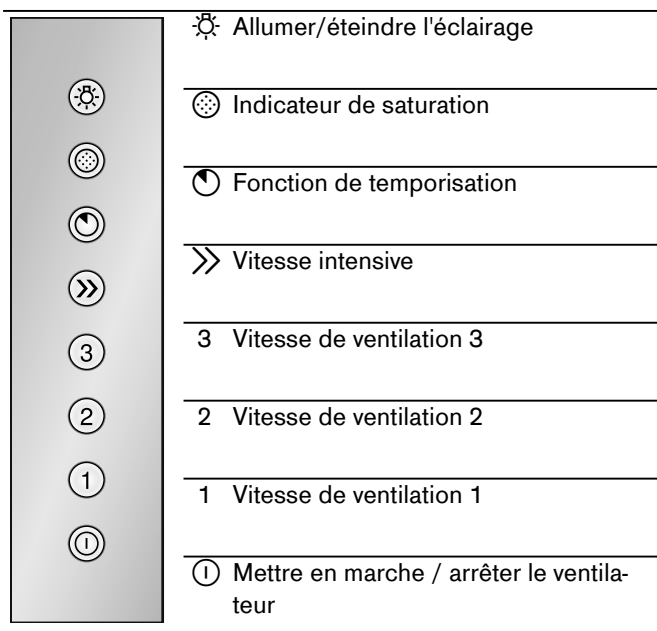 Allumer/éteindre l'éclairage
Indicateur de saturation
Fonction de temporisation
Vitesse intensive
3 3 Vitesse de ventilation 3
2 2 Vitesse de ventilation 2
1 1 Vitesse de ventilation 1
Mettre en marche / arrêter le ventila-
teur